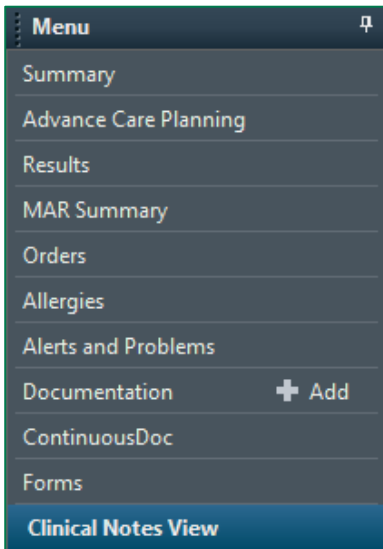 Menu
Summary
Advance Care Planning
Results
MAR Summary
Orders
Allergies
Alerts and Problems
Documentation Add
ContinuousDoc
Forms
Clinical Notes View